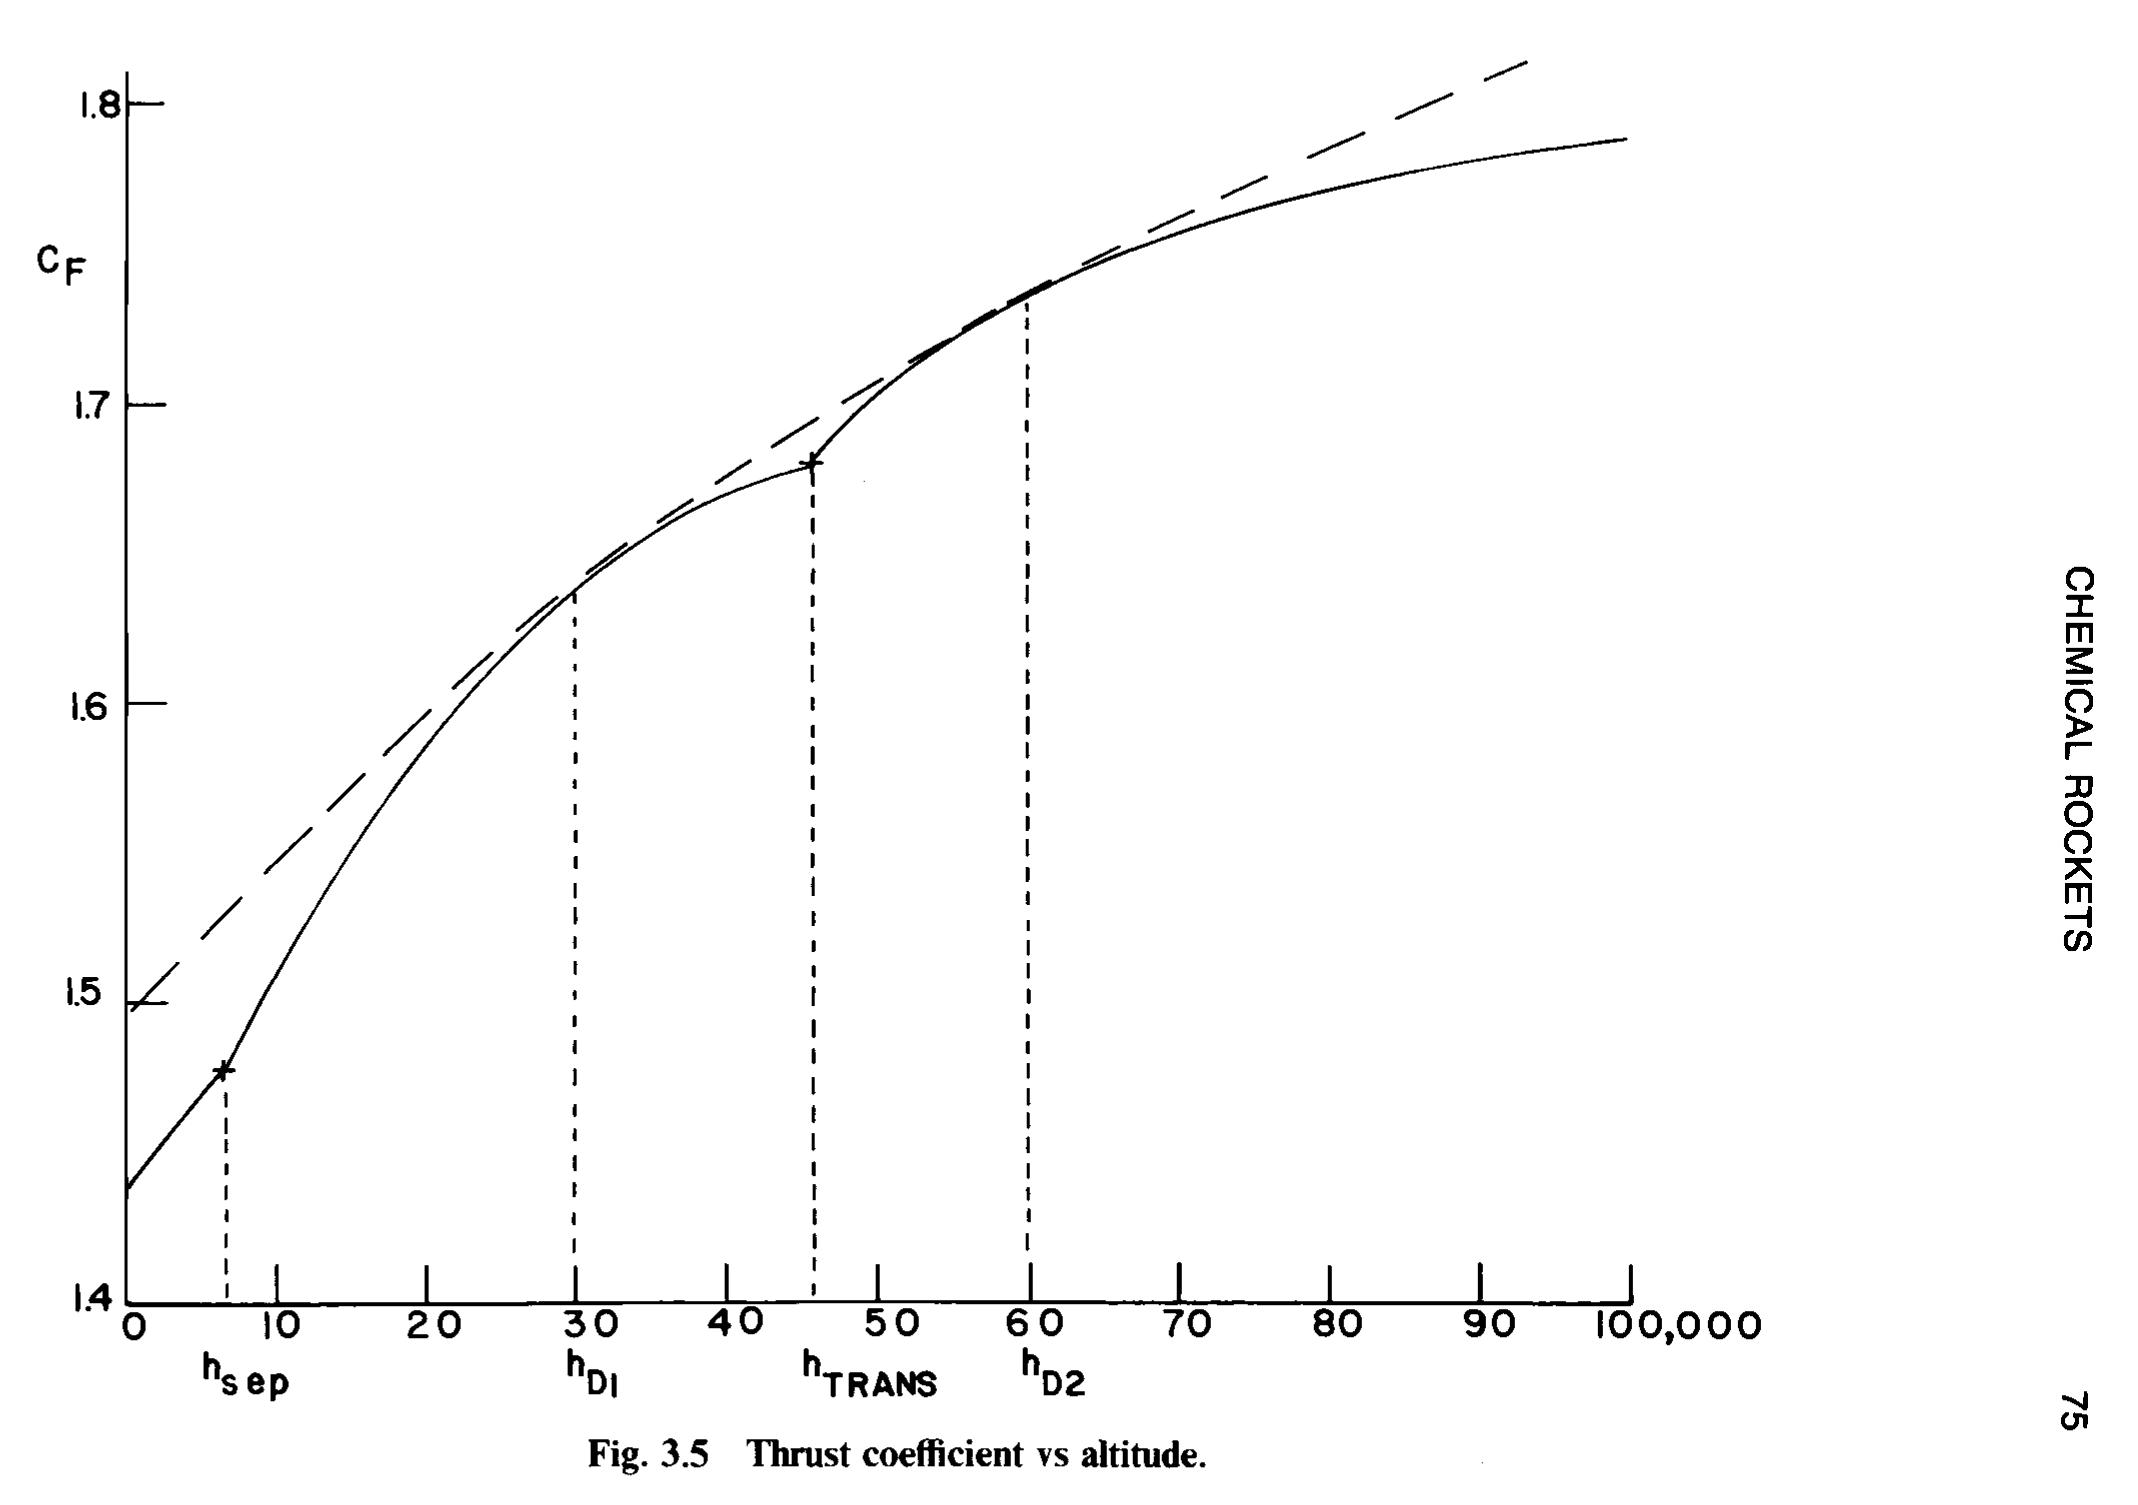 1.8
C_F
1.7
1.6
1.5
1.4
0 10 20 30 40 50 60 70 80 90 100,000
h_sep h_D1 h_TRANS h_D2
Fig. 3.5 Thrust coefficient vs altitude.
CHEMICAL ROCKETS 75